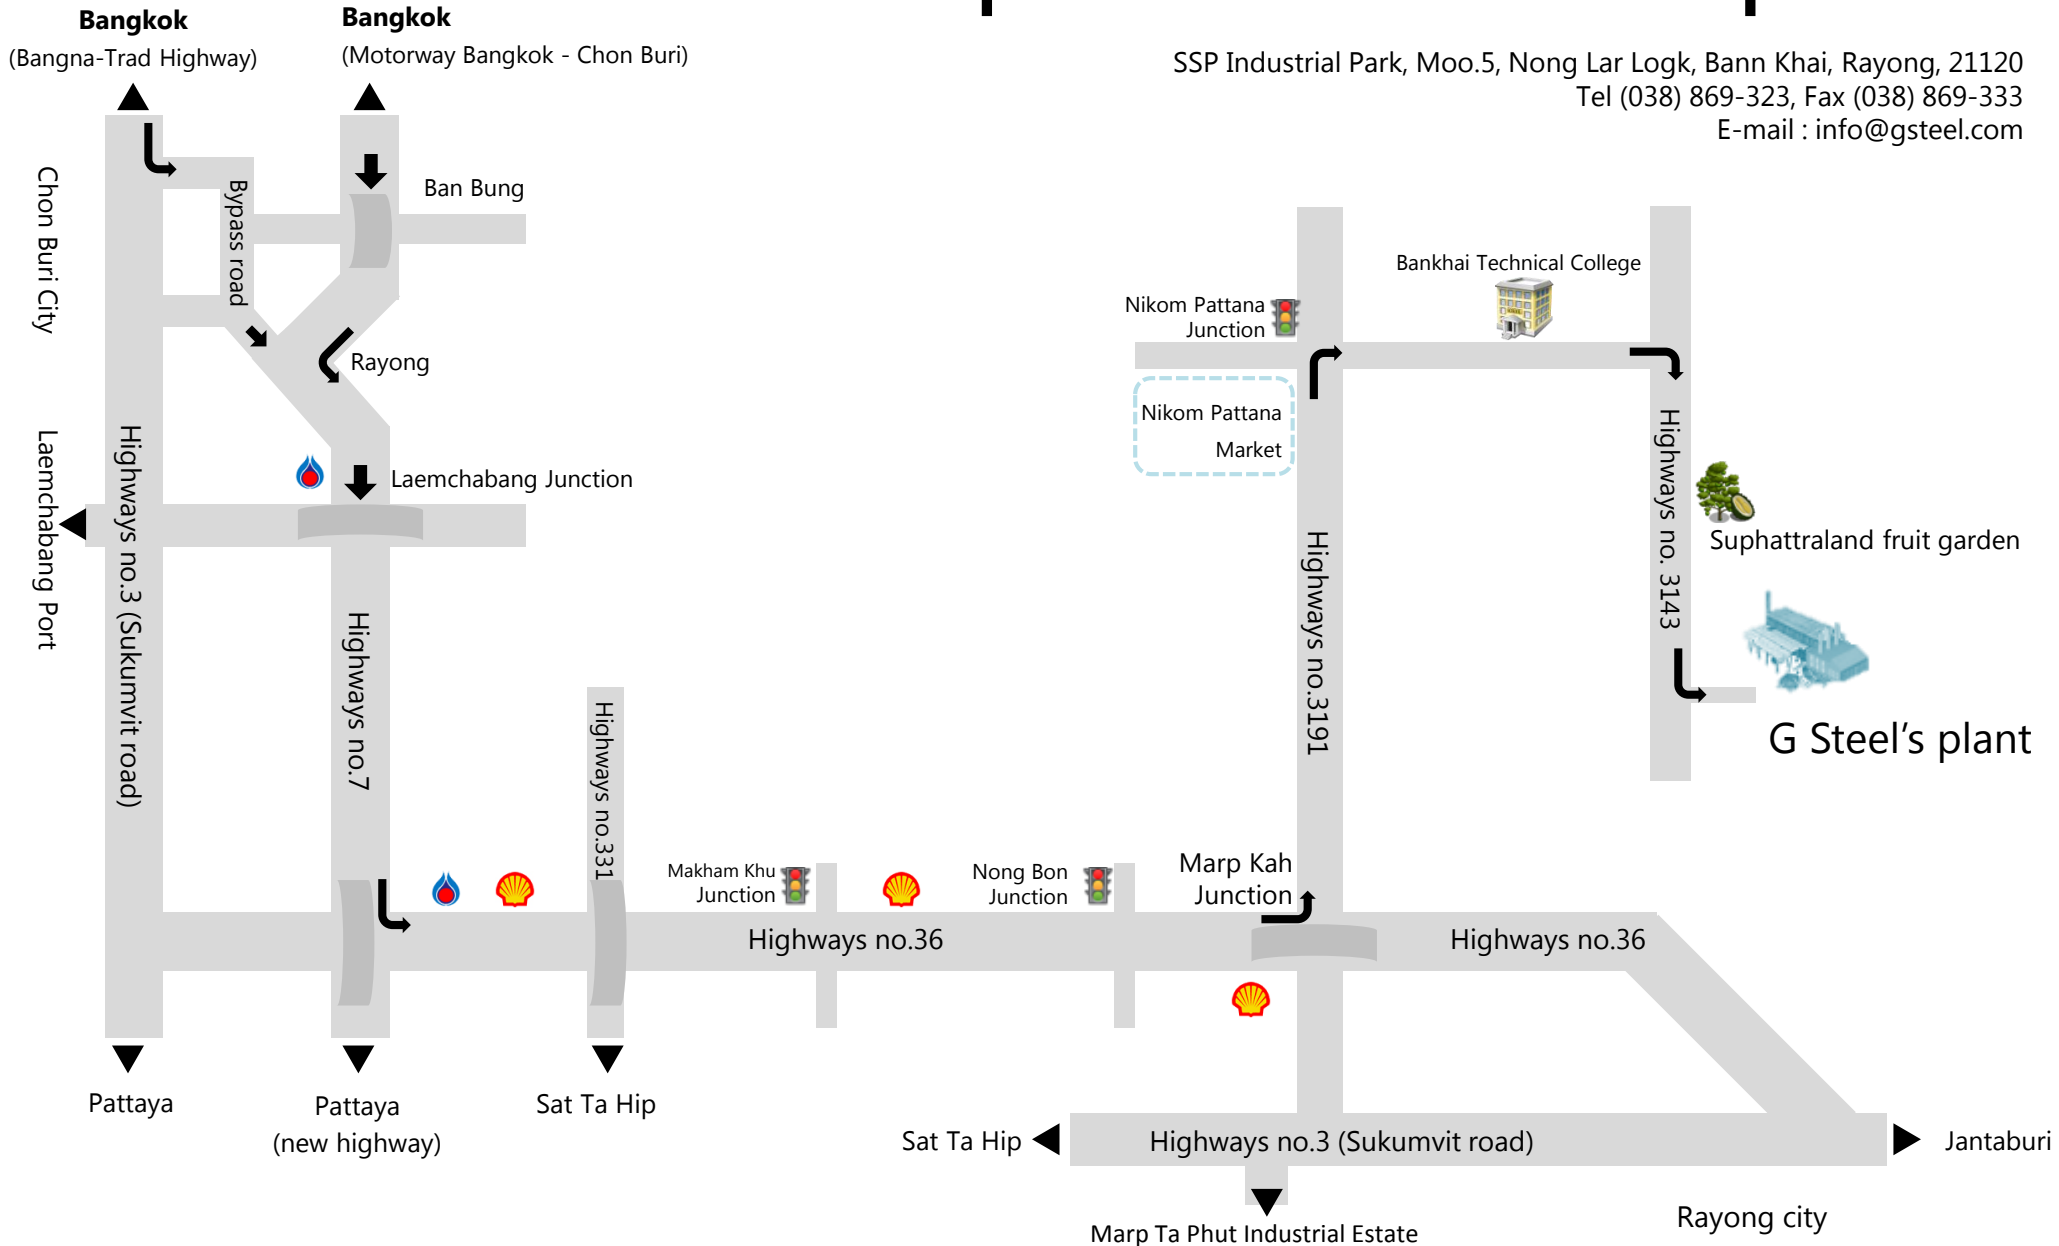 Bangkok
(Bangna-Trad Highway)
Bangkok
(Motorway Bangkok - Chon Buri)
SSP Industrial Park, Moo.5, Nong Lar Logk, Bann Khai, Rayong, 21120
Tel (038) 869-323, Fax (038) 869-333
E-mail : info@gsteel.com
Chon Buri City
Bypass road
Ban Bung
Rayong
Laemchabang Port
Highways no.3 (Sukumvit road)
Laemchabang Junction
Highways no.7
Highways no.331
Makham Khu
Junction
Nong Bon
Junction
Marp Kah
Junction
Highways no.36
Highways no.36
Highways no.3191
Nikom Pattana
Junction
Nikom Pattana
Market
Bankhai Technical College
Highways no. 3143
Suphattraland fruit garden
G Steel’s plant
Pattaya
Pattaya
(new highway)
Sat Ta Hip
Sat Ta Hip
Highways no.3 (Sukumvit road)
Jantaburi
Marp Ta Phut Industrial Estate
Rayong city